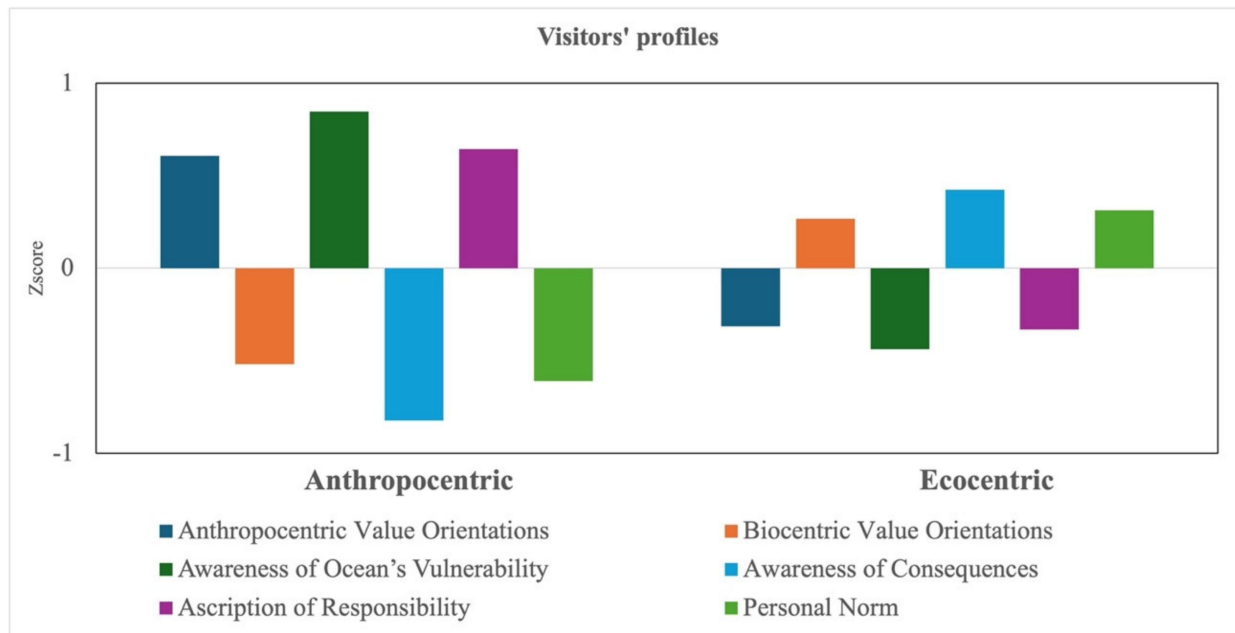 Visitors' profiles
1
Zscore
0
-1
Anthropocentric
Ecocentric
Anthropocentric Value Orientations
Biocentric Value Orientations
Awareness of Ocean’s Vulnerability
Awareness of Consequences
Ascription of Responsibility
Personal Norm